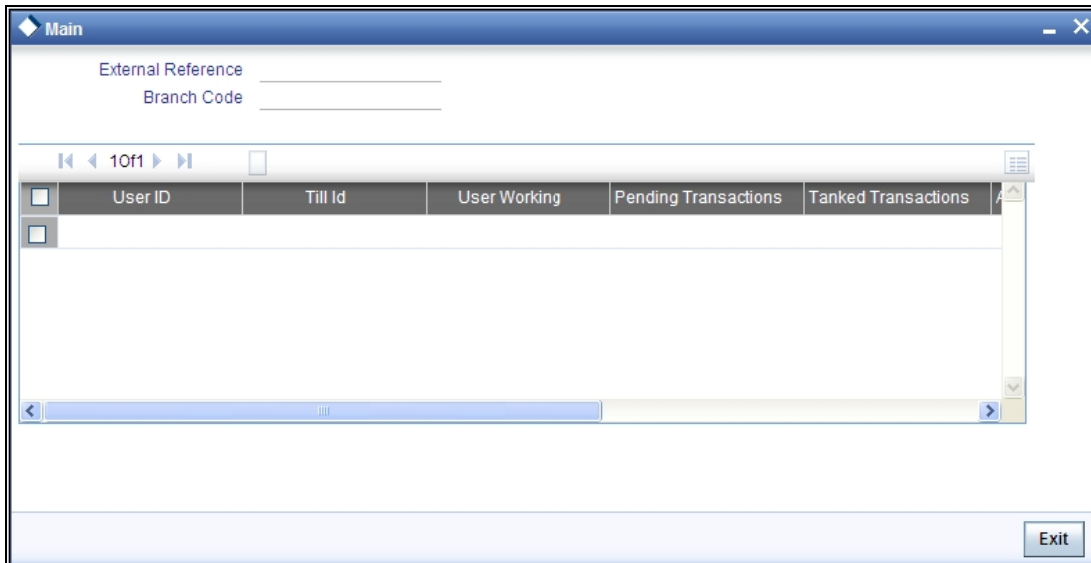 Main
External Reference
Branch Code
1Of1
User ID Till Id User Working Pending Transactions Tanked Transactions
Exit